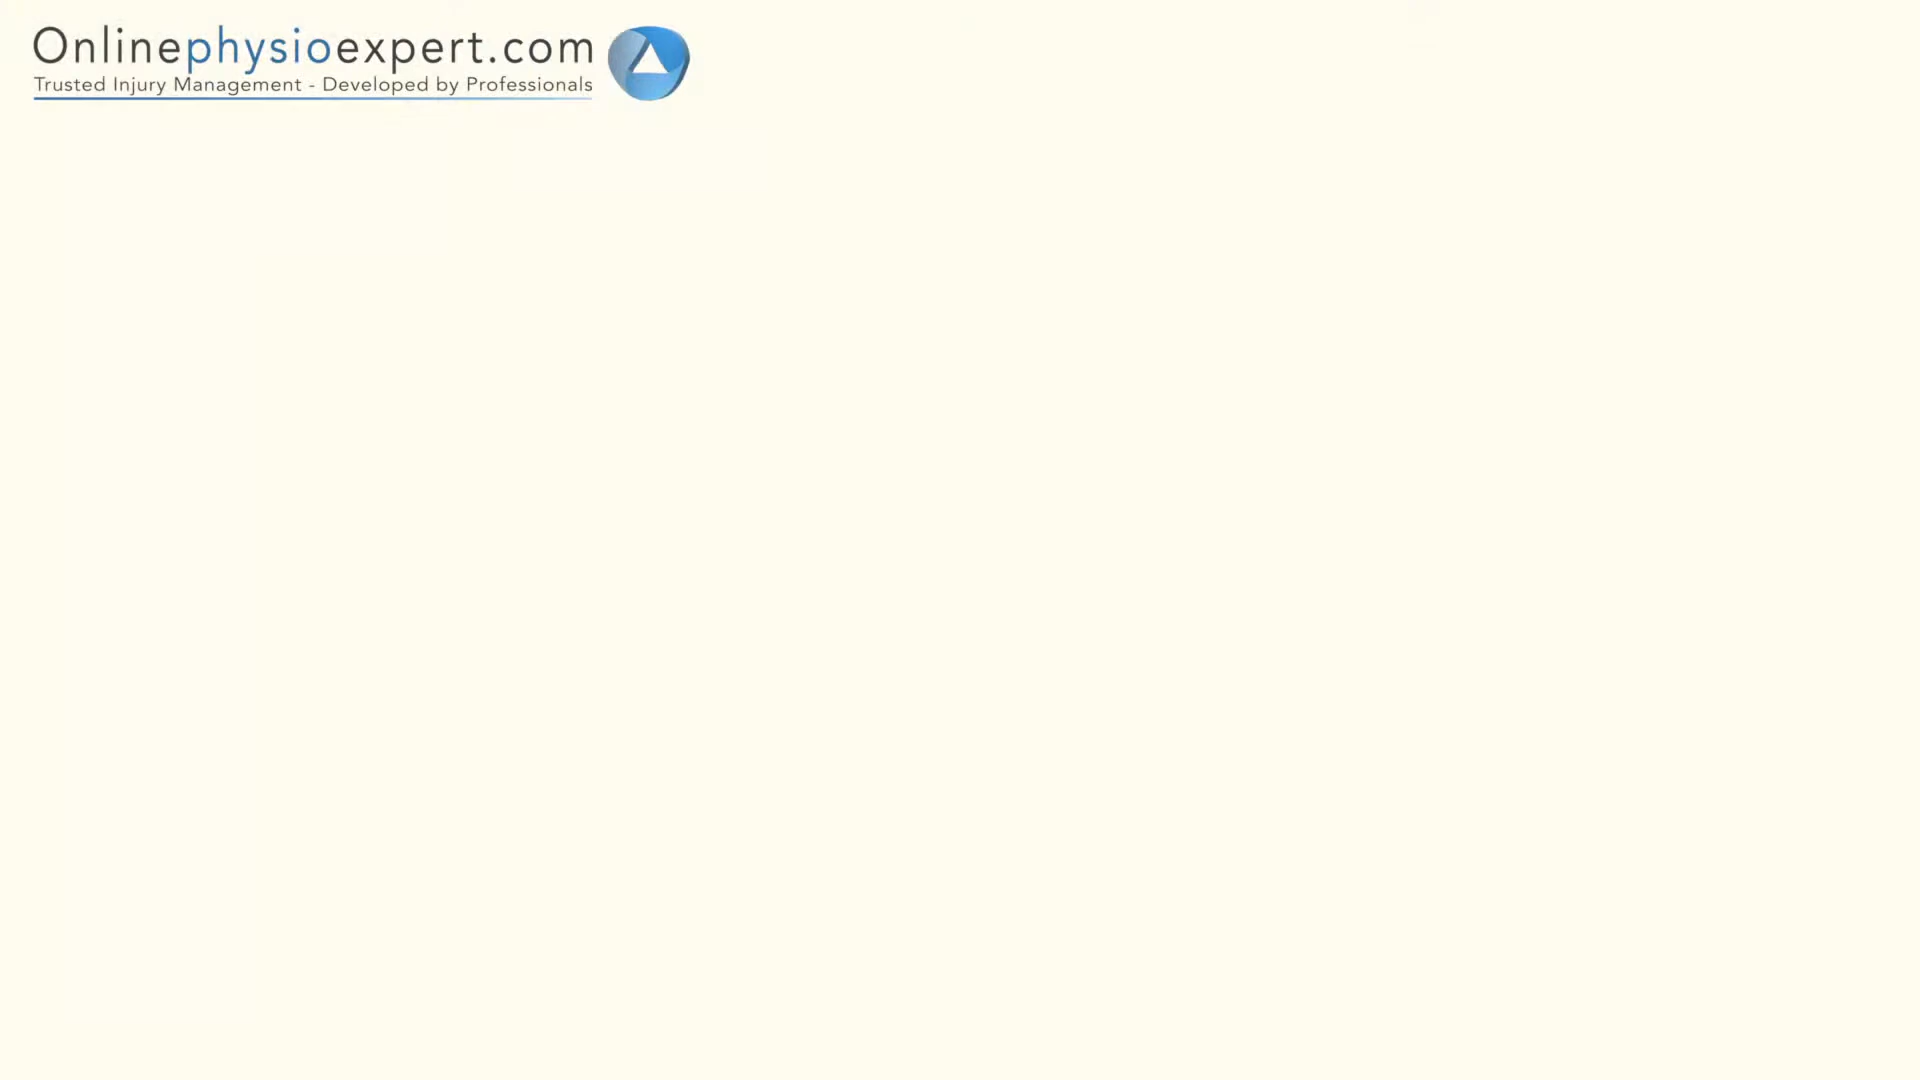 Onlinephysioexpert.com
Trusted Injury Management - Developed by Professionals